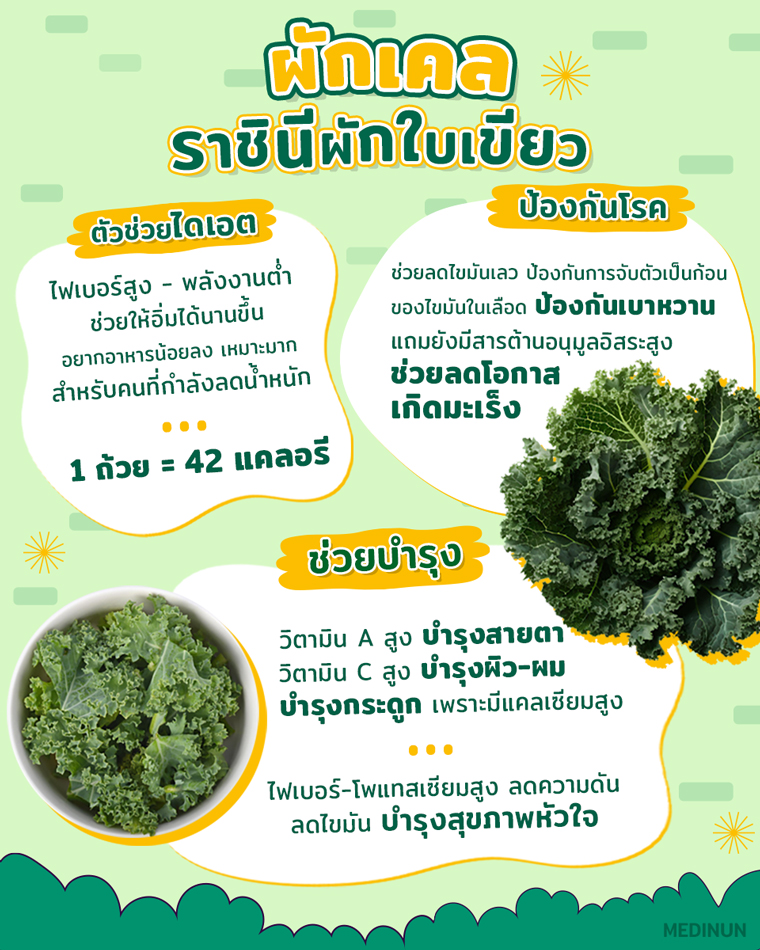 ผักเคล
ราชินีผักใบเขียว
ตัวช่วยไดเอต
ไฟเบอร์สูง - พลังงานต่ำ
ช่วยให้อิ่มได้นานขึ้น
อยากอาหารน้อยลง เหมาะมาก
สำหรับคนที่กำลังลดน้ำหนัก
1 ถ้วย = 42 แคลอรี
ป้องกันโรค
ช่วยลดไขมันเลว ป้องกันการจับตัวเป็นก้อน
ของไขมันในเลือด ป้องกันเบาหวาน
แถมยังมีสารต้านอนุมูลอิสระสูง
ช่วยลดโอกาส
เกิดมะเร็ง
ช่วยบำรุง
วิตามิน A สูง บำรุงสายตา
วิตามิน C สูง บำรุงผิว-ผม
บำรุงกระดูก เพราะมีแคลเซียมสูง
ไฟเบอร์-โพแทสเซียมสูง ลดความดัน
ลดไขมัน บำรุงสุขภาพหัวใจ
MEDINUN